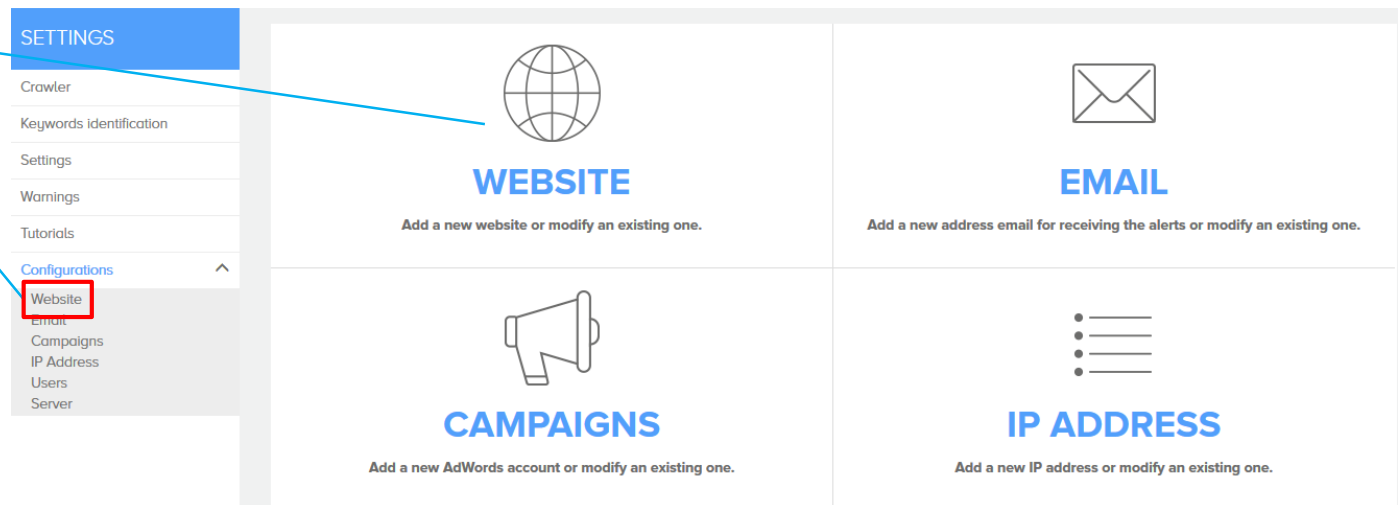 SETTINGS
Crawler
Keywords identification
Settings
Warnings
Tutorials
Configurations
Website
Email
Campaigns
IP Address
Users
Server
WEBSITE
Add a new website or modify an existing one.
EMAIL
Add a new address email for receiving the alerts or modify an existing one.
CAMPAIGNS
Add a new AdWords account or modify an existing one.
IP ADDRESS
Add a new IP address or modify an existing one.